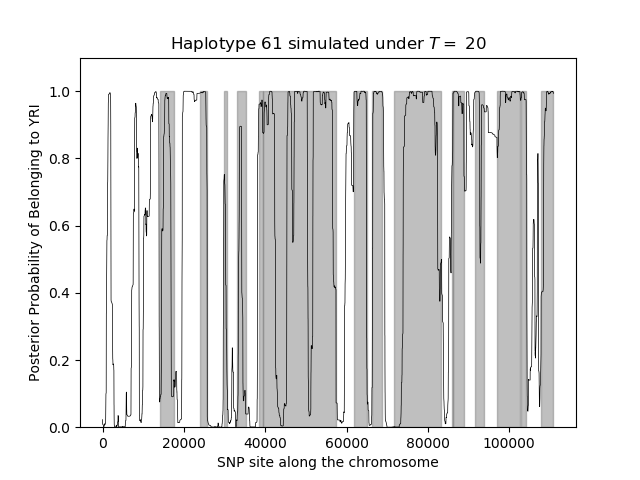 Haplotype 61 simulated under T = 20
Posterior Probability of Belonging to YRI
1.0
0.8
0.6
0.4
0.2
0.0
0 20000 40000 60000 80000 100000
SNP site along the chromosome